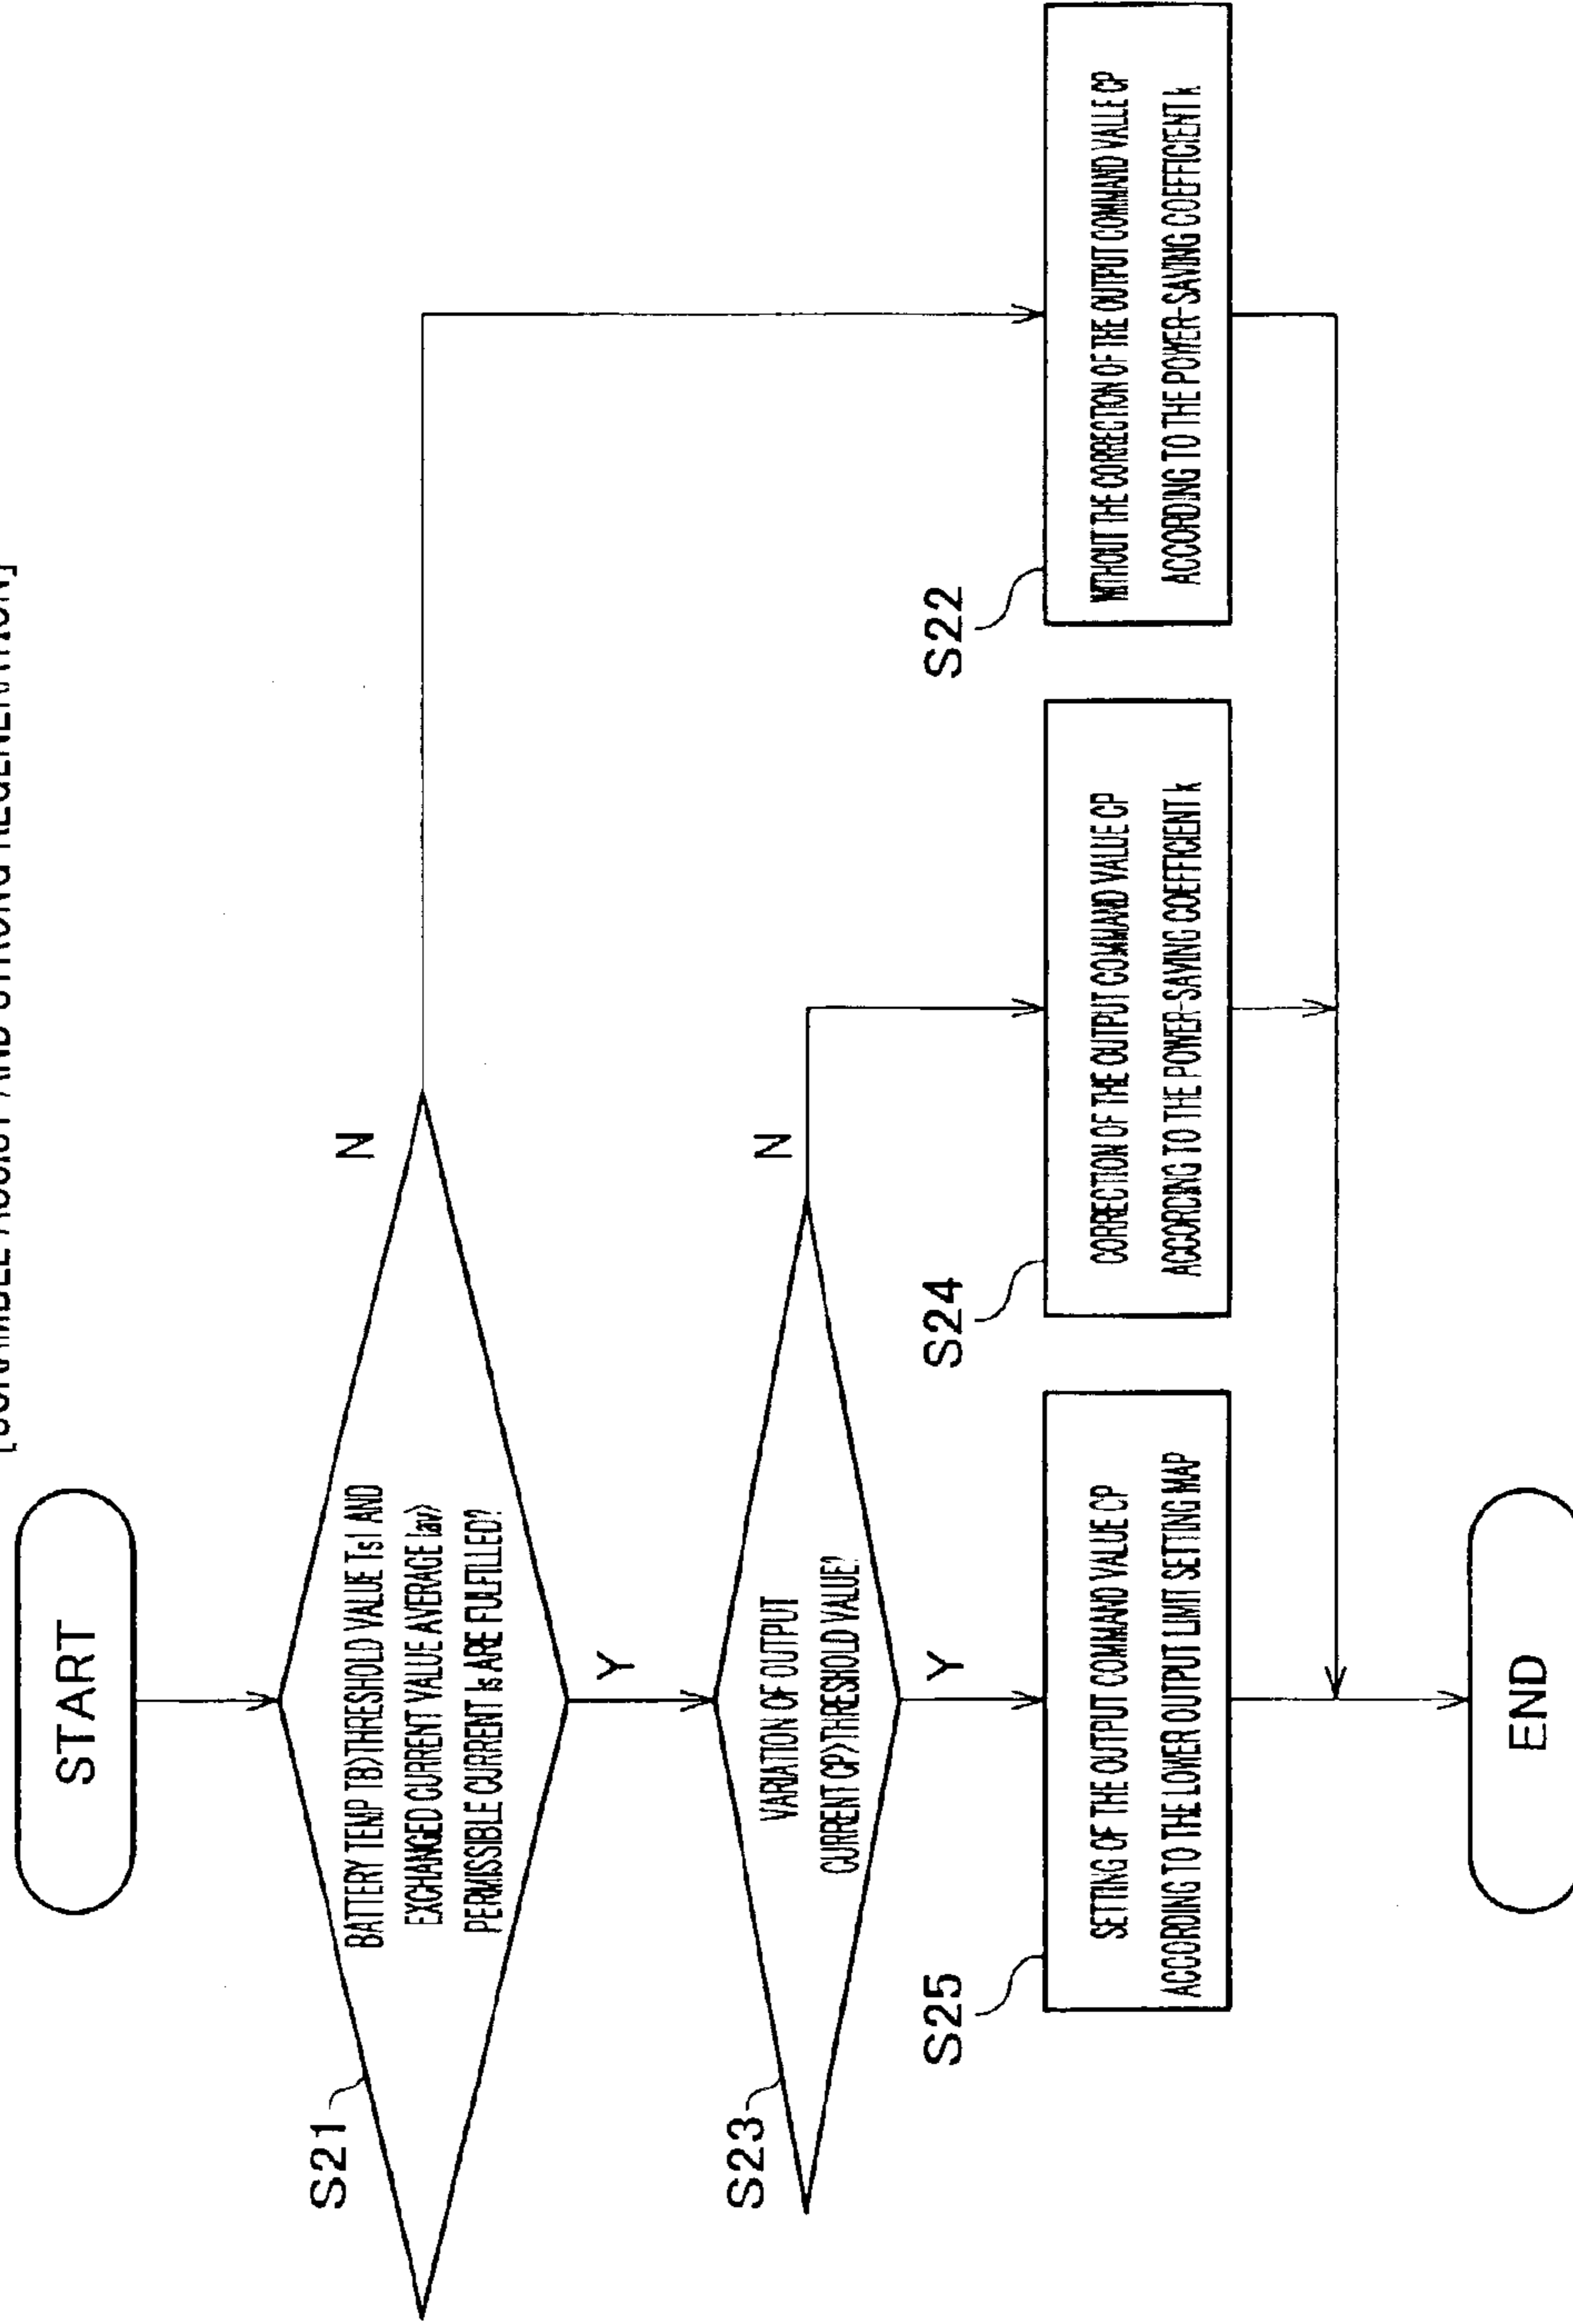 AND STRONG REGENERATION]
START
S21
BATTERY TEMP TB>THRESHOLD VALUE Ts1 AND
EXCHANGED CURRENT VALUE AVERAGE Iav>
PERMISSIBLE CURRENT Is ARE FULFILLED?
N
Y
S23
VARIATION OF OUTPUT
CURRENT CP>THRESHOLD VALUE?
N
Y
S25
SETTING OF THE OUTPUT COMMAND VALUE CP
ACCORDING TO THE LOWER OUTPUT LIMIT SETTING MAP
S24
CORRECTION OF THE OUTPUT COMMAND VALUE CP
ACCORDING TO THE POWER-SAVING COEFFICIENT k
S22
WITHOUT THE CORRECTION OF THE OUTPUT COMMAND VALUE CP
ACCORDING TO THE POWER-SAVING COEFFICIENT k
END